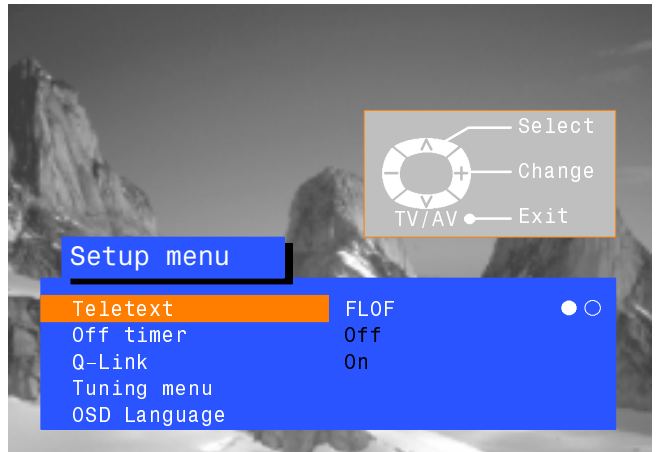 Select
Change
TV/AV Exit
Setup menu
Teletext FLOF
Off timer Off
Q-Link On
Tuning menu
OSD Language